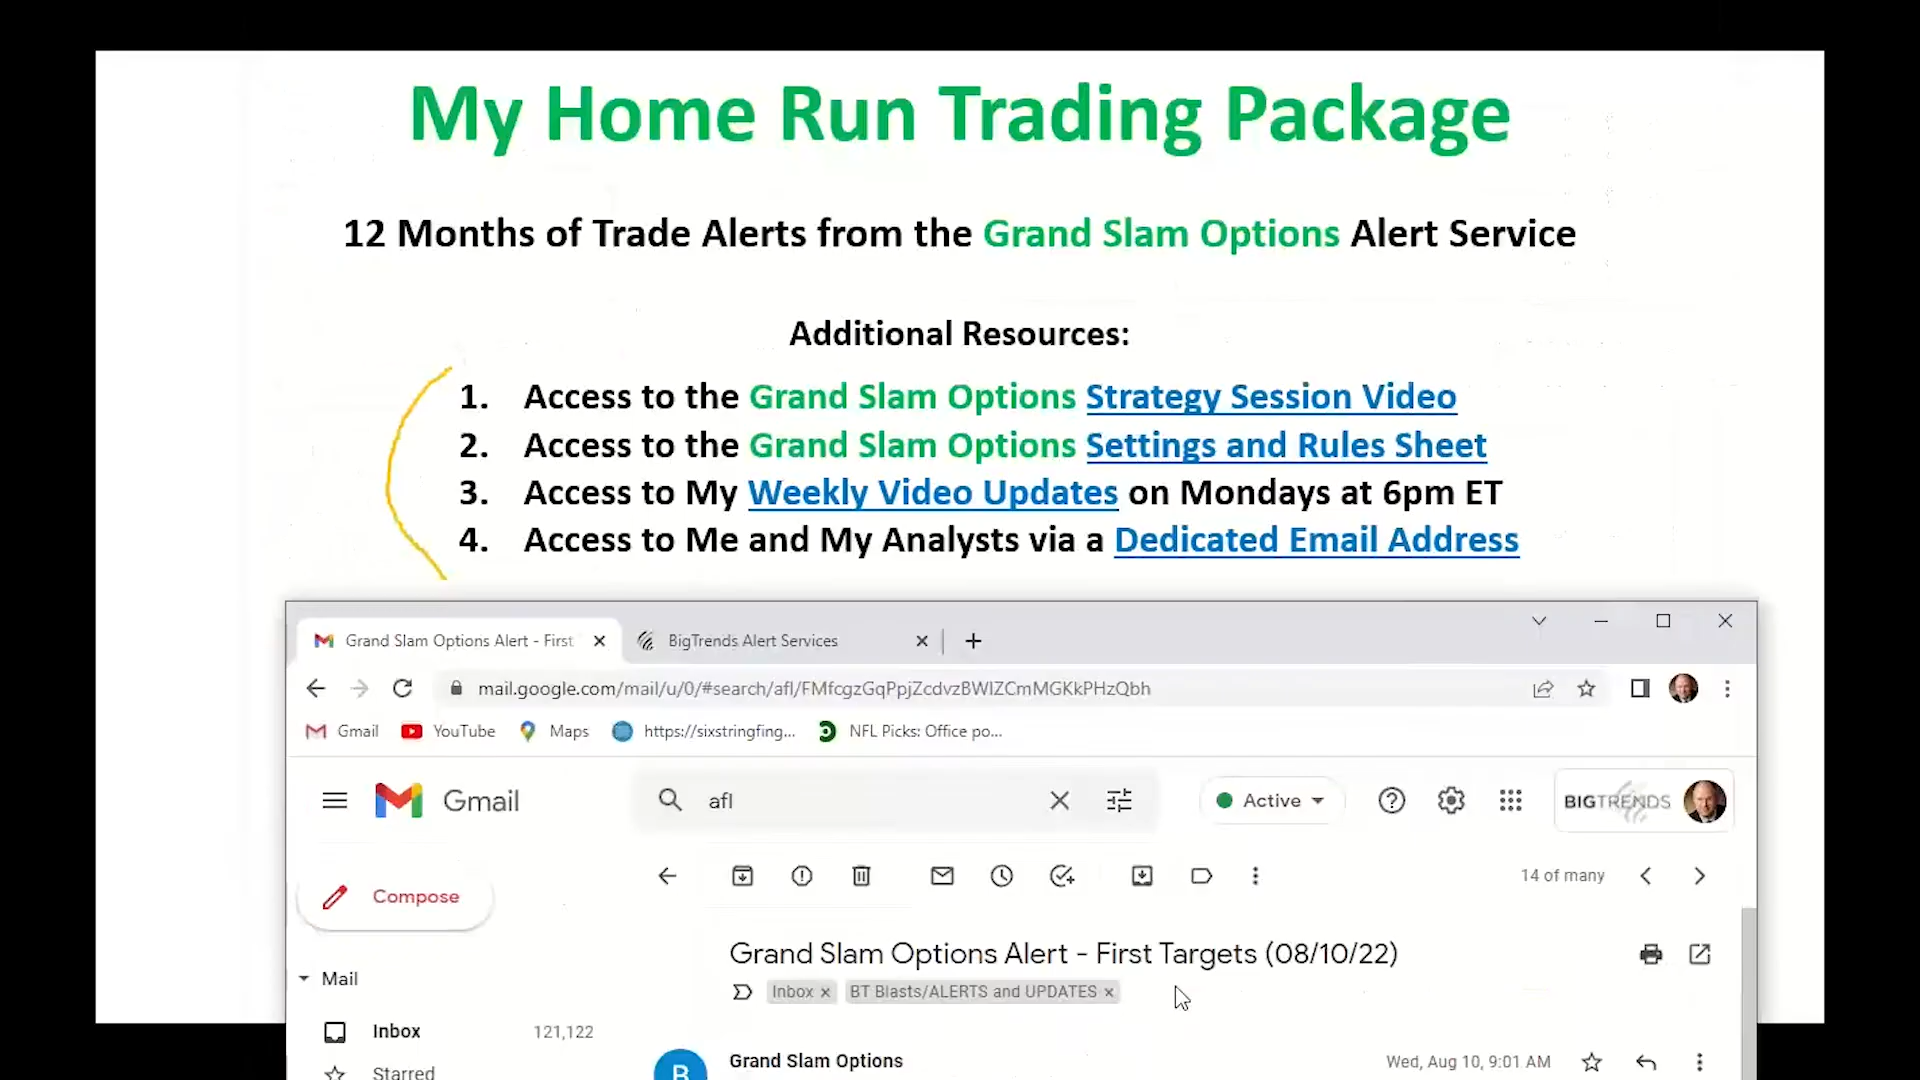 My Home Run Trading Package
12 Months of Trade Alerts from the Grand Slam Options Alert Service
Additional Resources:
1. Access to the Grand Slam Options Strategy Session Video
2. Access to the Grand Slam Options Settings and Rules Sheet
3. Access to My Weekly Video Updates on Mondays at 6pm ET
4. Access to Me and My Analysts via a Dedicated Email Address
Grand Slam Options Alert - First
BigTrends Alert Services
mail.google.com/mail/u/0/#search/afl/FMfcgzGqPpjZcdvzBWlZCmMGKkPHzQbh
Gmail YouTube Maps https://sixstringfing... NFL Picks: Office po...
Gmail
afl
Active
BIGTRENDS
Compose
14 of many
Grand Slam Options Alert - First Targets (08/10/22)
Mail
Inbox × BT Blasts/ALERTS and UPDATES ×
Inbox 121,122
Grand Slam Options
Wed, Aug 10, 9:01 AM
B
Starred